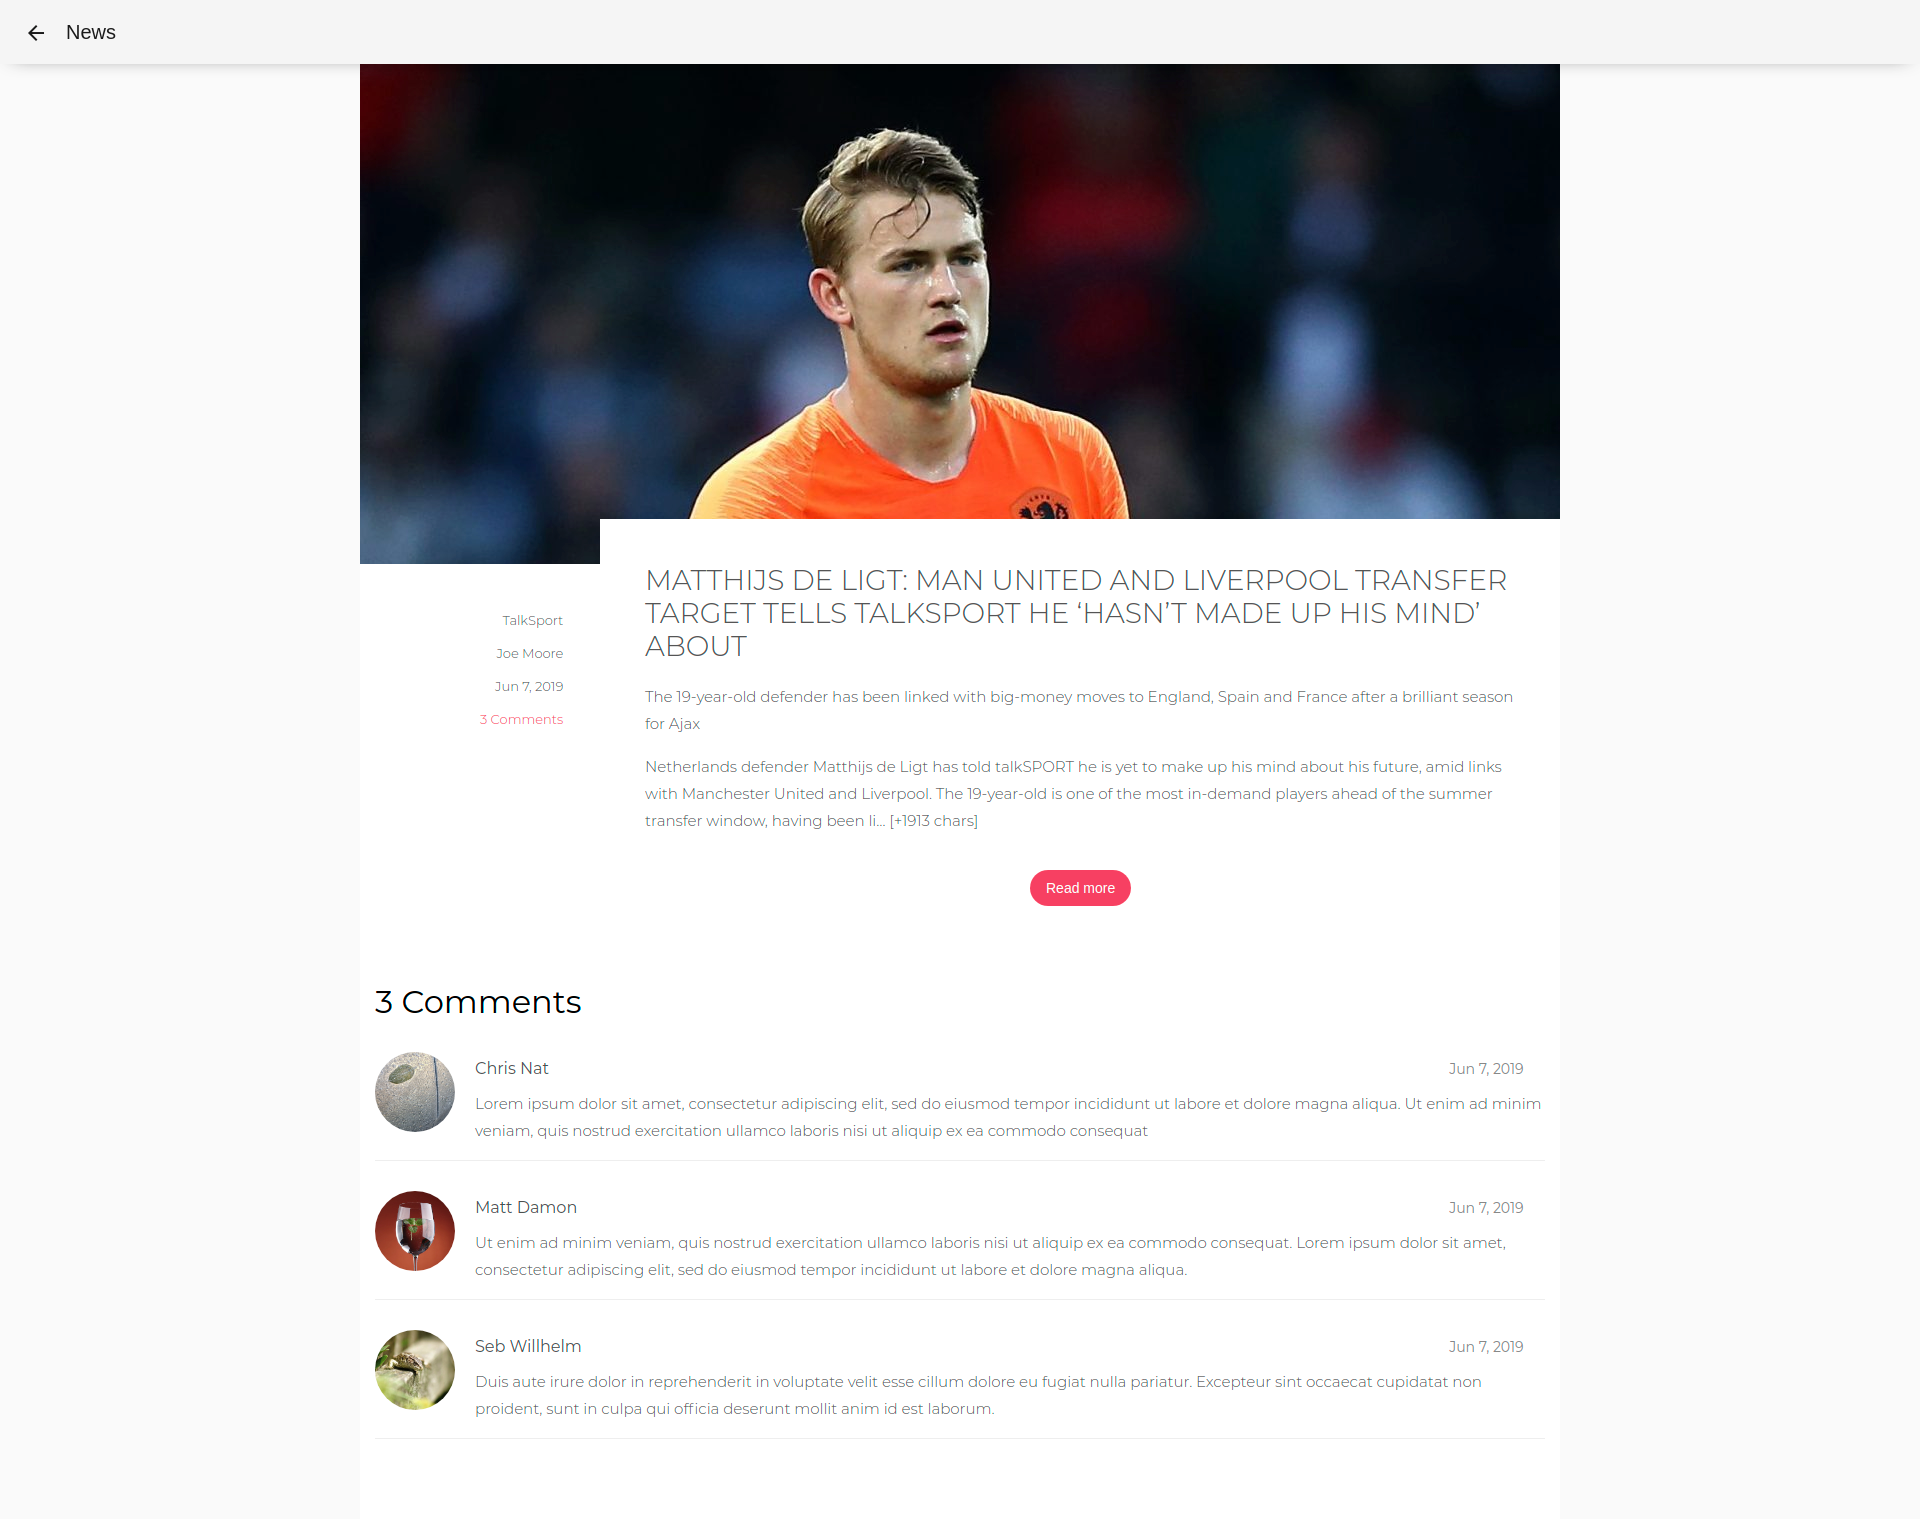 News
TalkSport
Joe Moore
Jun 7, 2019
3 Comments
MATTHIJS DE LIGT: MAN UNITED AND LIVERPOOL TRANSFER
TARGET TELLS TALKSPORT HE ‘HASN’T MADE UP HIS MIND’
ABOUT
The 19-year-old defender has been linked with big-money moves to England, Spain and France after a brilliant season
for Ajax
Netherlands defender Matthijs de Ligt has told talkSPORT he is yet to make up his mind about his future, amid links
with Manchester United and Liverpool. The 19-year-old is one of the most in-demand players ahead of the summer
transfer window, having been li… [+1913 chars]
Read more
3 Comments
Chris Nat
Jun 7, 2019
Lorem ipsum dolor sit amet, consectetur adipiscing elit, sed do eiusmod tempor incididunt ut labore et dolore magna aliqua. Ut enim ad minim
veniam, quis nostrud exercitation ullamco laboris nisi ut aliquip ex ea commodo consequat
Matt Damon
Jun 7, 2019
Ut enim ad minim veniam, quis nostrud exercitation ullamco laboris nisi ut aliquip ex ea commodo consequat. Lorem ipsum dolor sit amet,
consectetur adipiscing elit, sed do eiusmod tempor incididunt ut labore et dolore magna aliqua.
Seb Willhelm
Jun 7, 2019
Duis aute irure dolor in reprehenderit in voluptate velit esse cillum dolore eu fugiat nulla pariatur. Excepteur sint occaecat cupidatat non
proident, sunt in culpa qui officia deserunt mollit anim id est laborum.